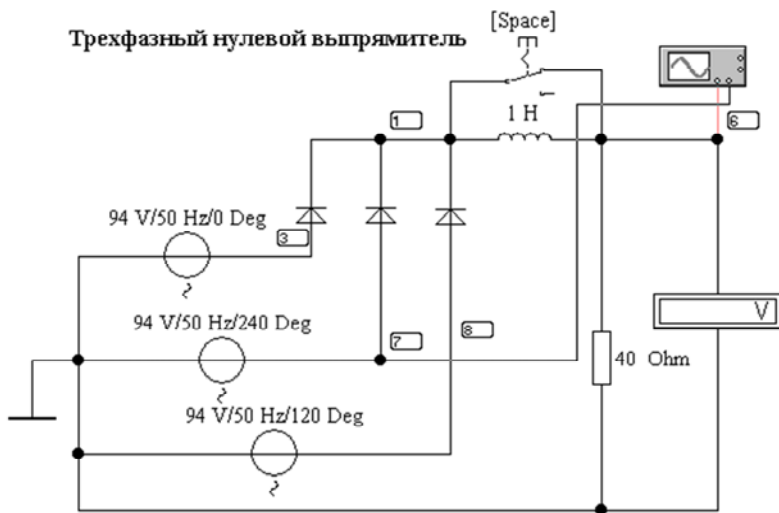 [Space]
Трехфазный нулевой выпрямитель
1 H
1
6
94 V/50 Hz/0 Deg
3
94 V/50 Hz/240 Deg
8
V
7
40 Ohm
94 V/50 Hz/120 Deg